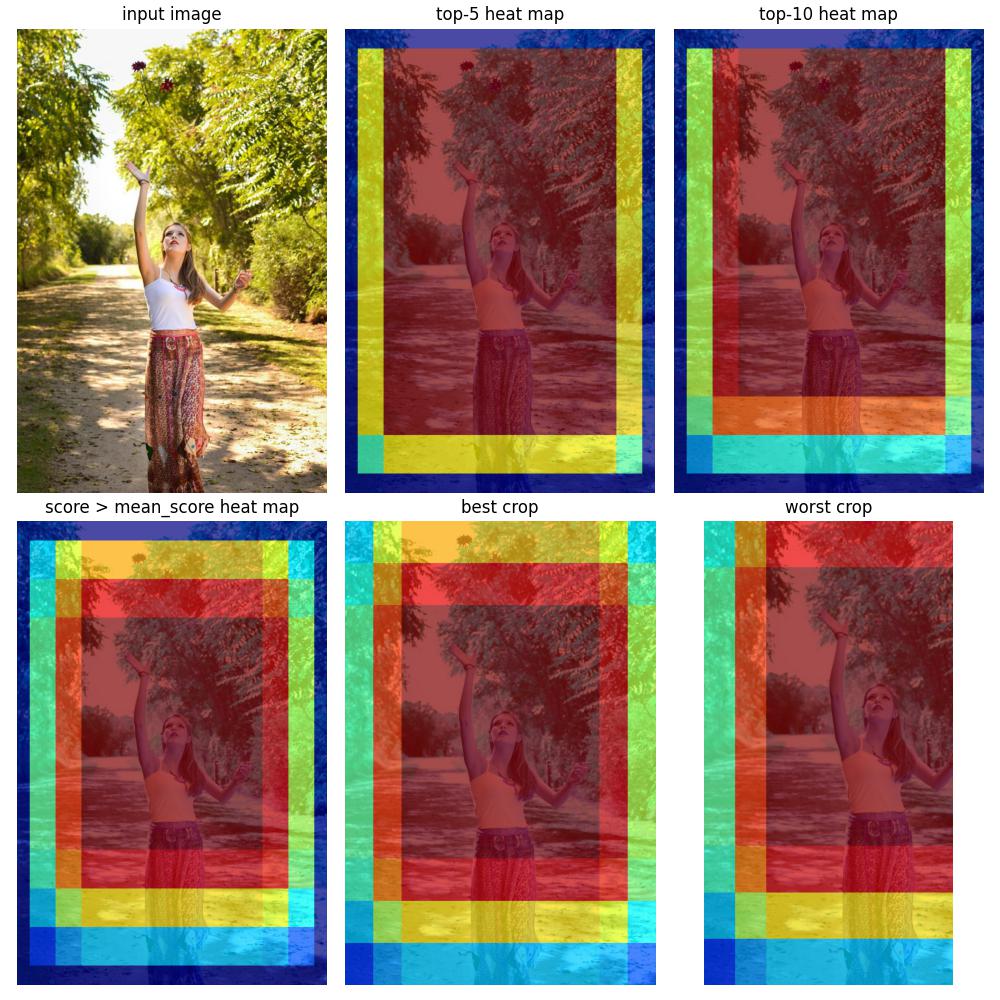 input image
top-5 heat map
top-10 heat map
score > mean_score heat map
best crop
worst crop